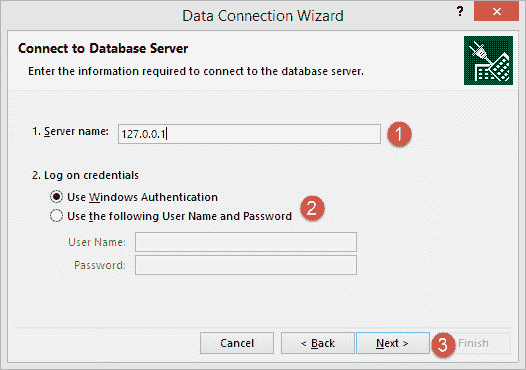 Data Connection Wizard
?
Connect to Database Server
Enter the information required to connect to the database server.
1. Server name: 127.0.0.1 1
2. Log on credentials
Use Windows Authentication
Use the following User Name and Password 2
User Name:
Password:
Cancel < Back Next > 3 Finish